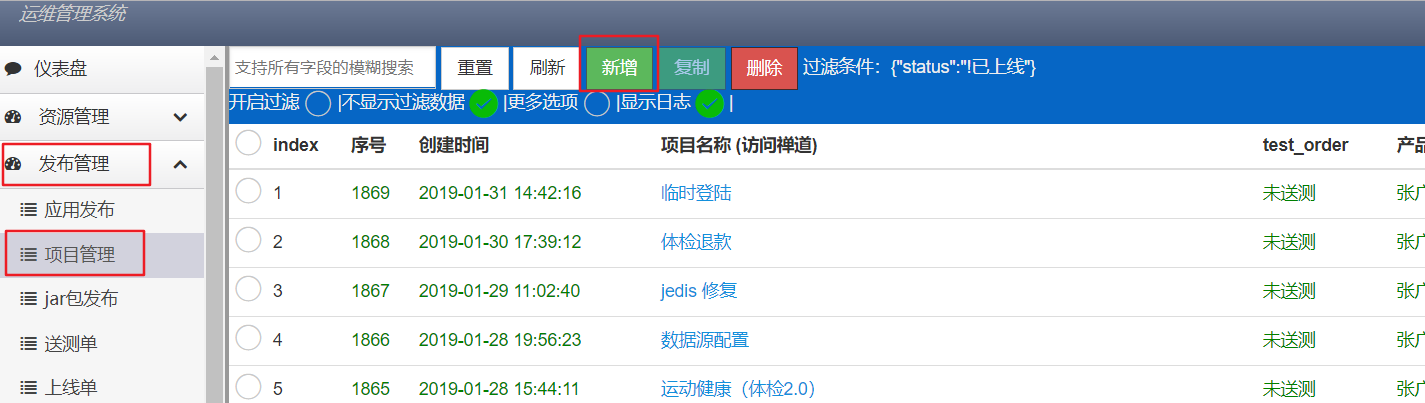 运维管理系统
仪表盘
资源管理
发布管理
应用发布
项目管理
jar包发布
送测单
上线单
支持所有字段的模糊搜索 重置 刷新 新增 复制 删除 过滤条件：{"status":"!已上线"}
开启过滤 |不显示过滤数据 |更多选项 |显示日志 |
index 序号 创建时间 项目名称 (访问禅道) test_order 产品
1 1869 2019-01-31 14:42:16 临时登陆 未送测 张广
2 1868 2019-01-30 17:39:12 体检退款 未送测 张广
3 1867 2019-01-29 11:02:40 jedis 修复 未送测 张广
4 1866 2019-01-28 19:56:23 数据源配置 未送测 张广
5 1865 2019-01-28 15:44:11 运动健康（体检2.0） 未送测 张广